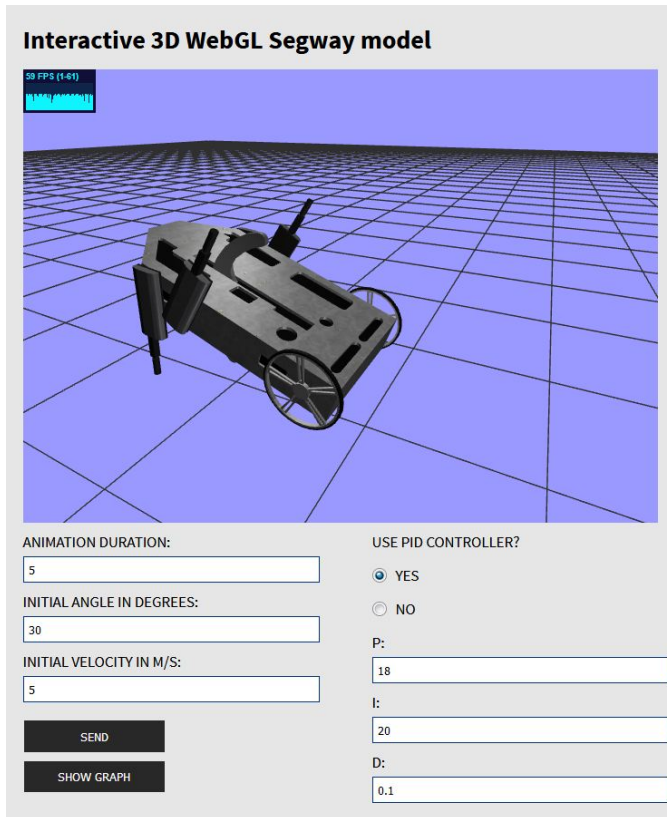 Interactive 3D WebGL Segway model
59 FPS (1-61)
ANIMATION DURATION:
5
INITIAL ANGLE IN DEGREES:
30
INITIAL VELOCITY IN M/S:
5
SEND
SHOW GRAPH
USE PID CONTROLLER?
YES
NO
P:
18
I:
20
D:
0.1